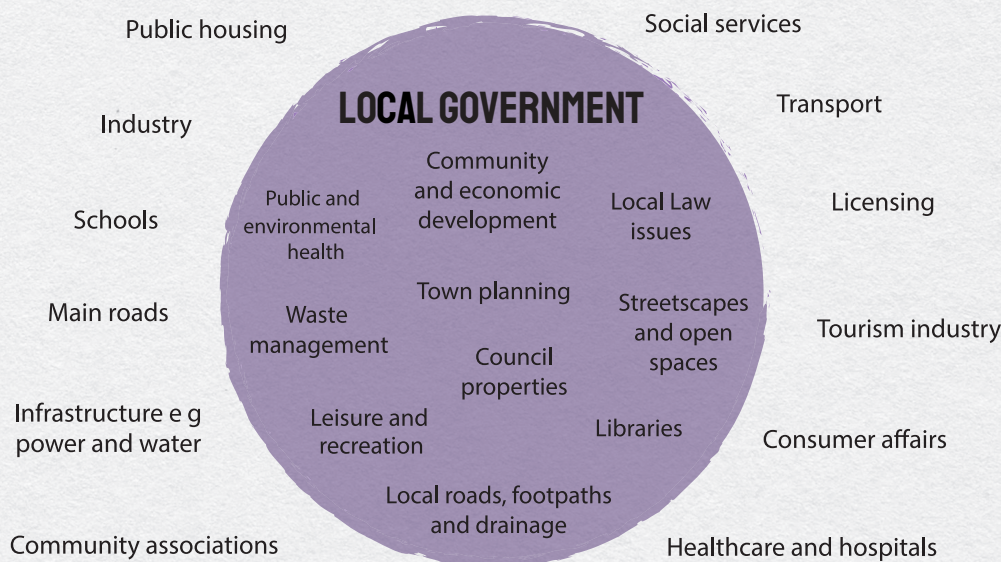 Public housing
Social services
LOCAL GOVERNMENT
Industry
Transport
Community
and economic
development
Public and
environmental
health
Local Law
issues
Schools
Licensing
Town planning
Main roads
Waste
management
Streetscapes
and open
spaces
Tourism industry
Council
properties
Infrastructure e g
power and water
Leisure and
recreation
Libraries
Consumer affairs
Local roads, footpaths
and drainage
Community associations
Healthcare and hospitals